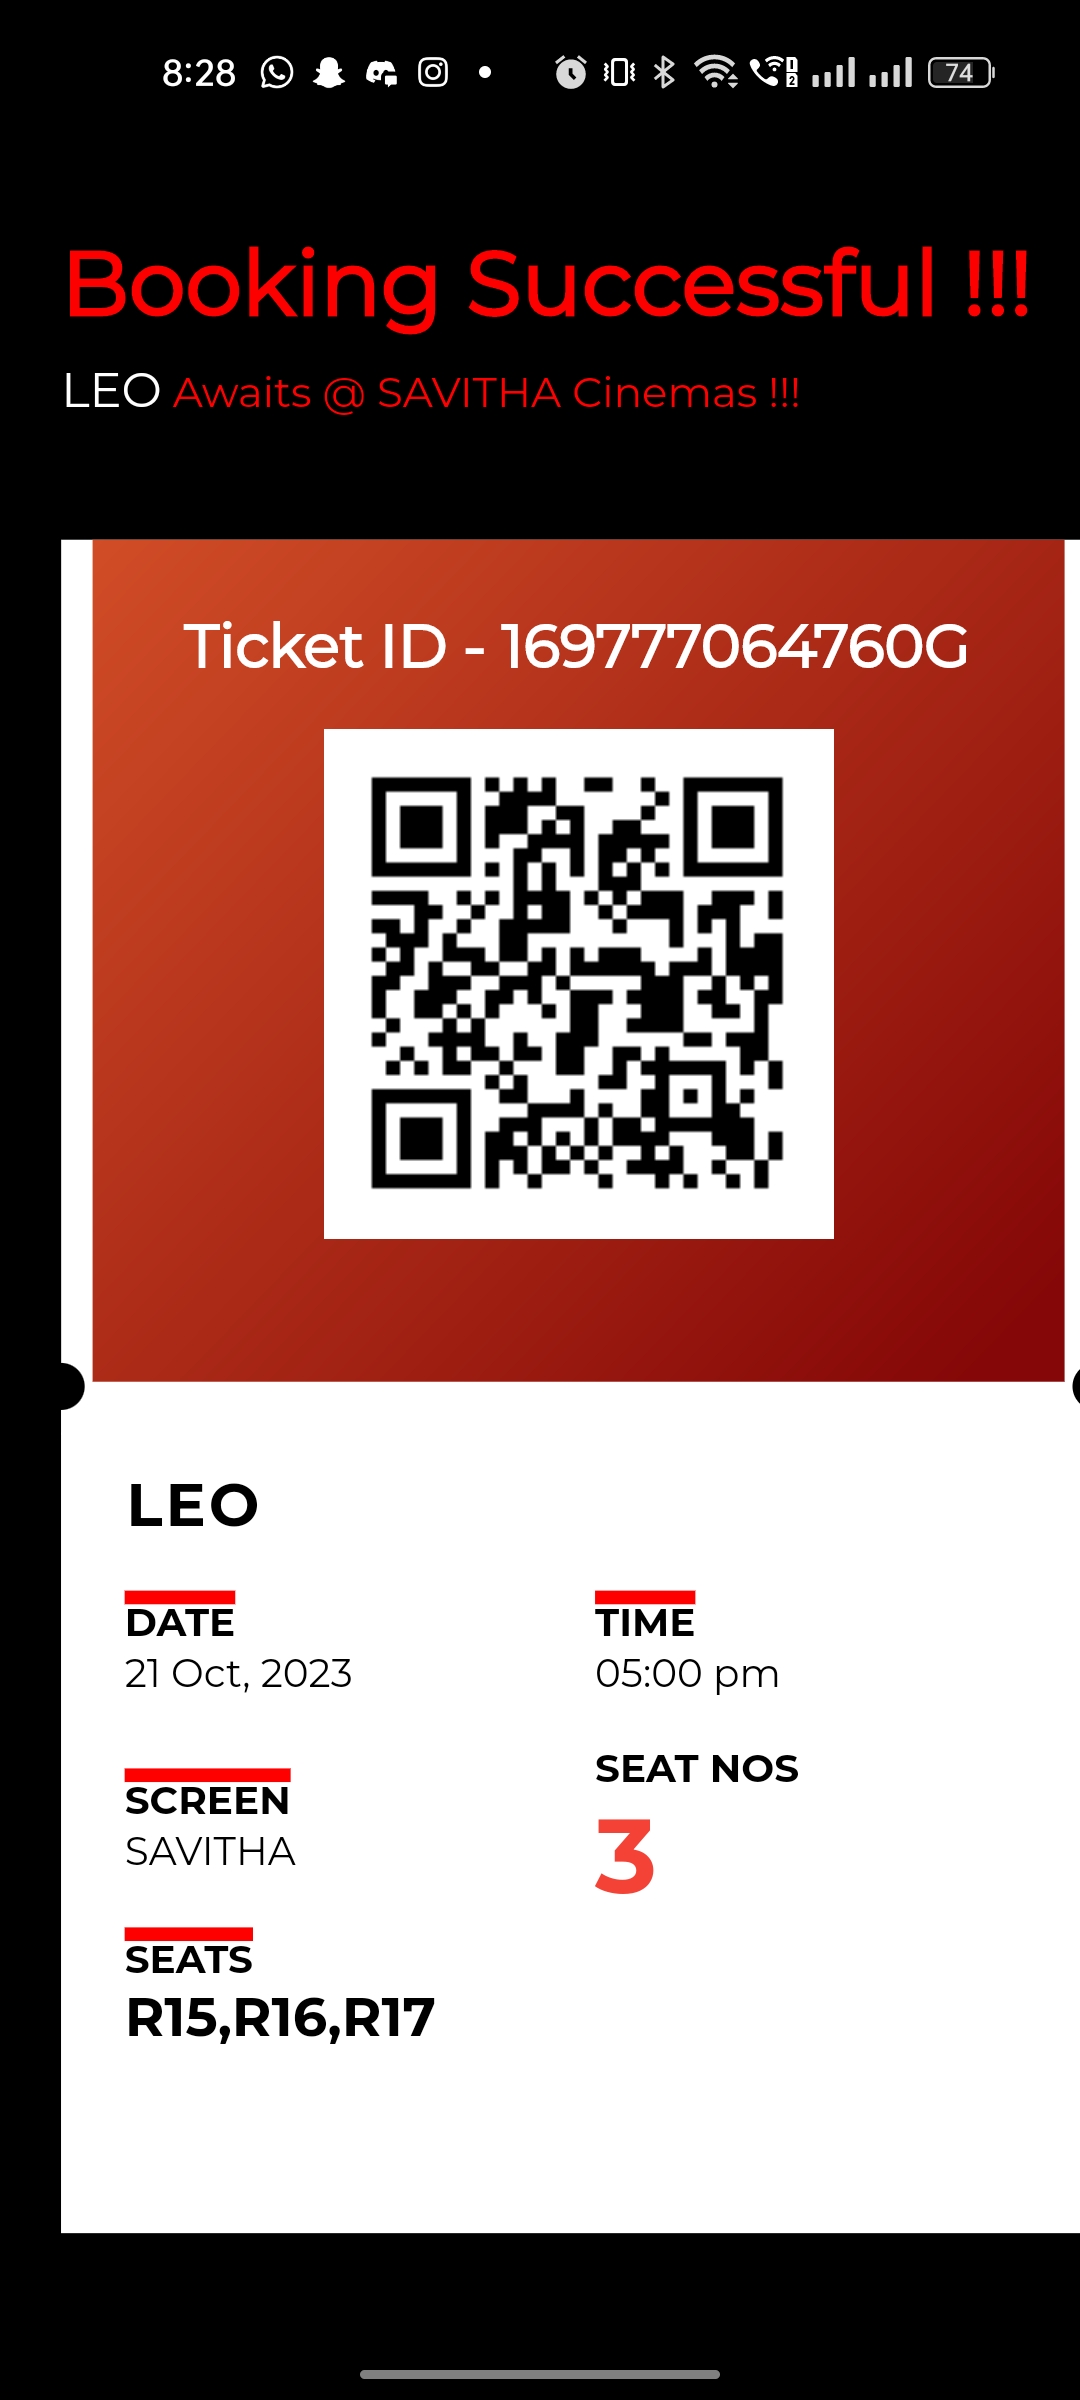 8:28
74
Booking Successful !!!
LEO Awaits @ SAVITHA Cinemas !!!
Ticket ID - 1697777064760G
LEO
DATE
21 Oct, 2023
TIME
05:00 pm
SCREEN
SAVITHA
SEAT NOS
3
SEATS
R15,R16,R17